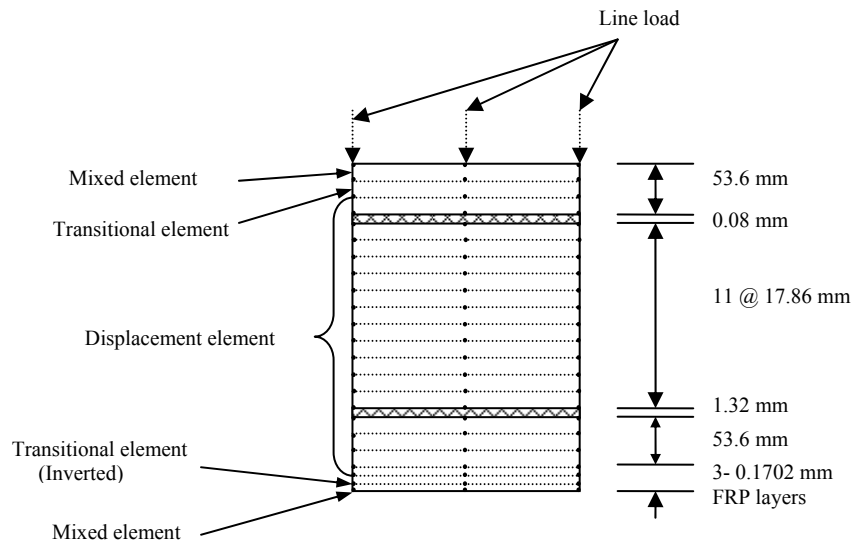 Line load
Mixed element
Transitional element
Displacement element
Transitional element
(Inverted)
Mixed element
53.6 mm
0.08 mm
11 @ 17.86 mm
1.32 mm
53.6 mm
3- 0.1702 mm
FRP layers